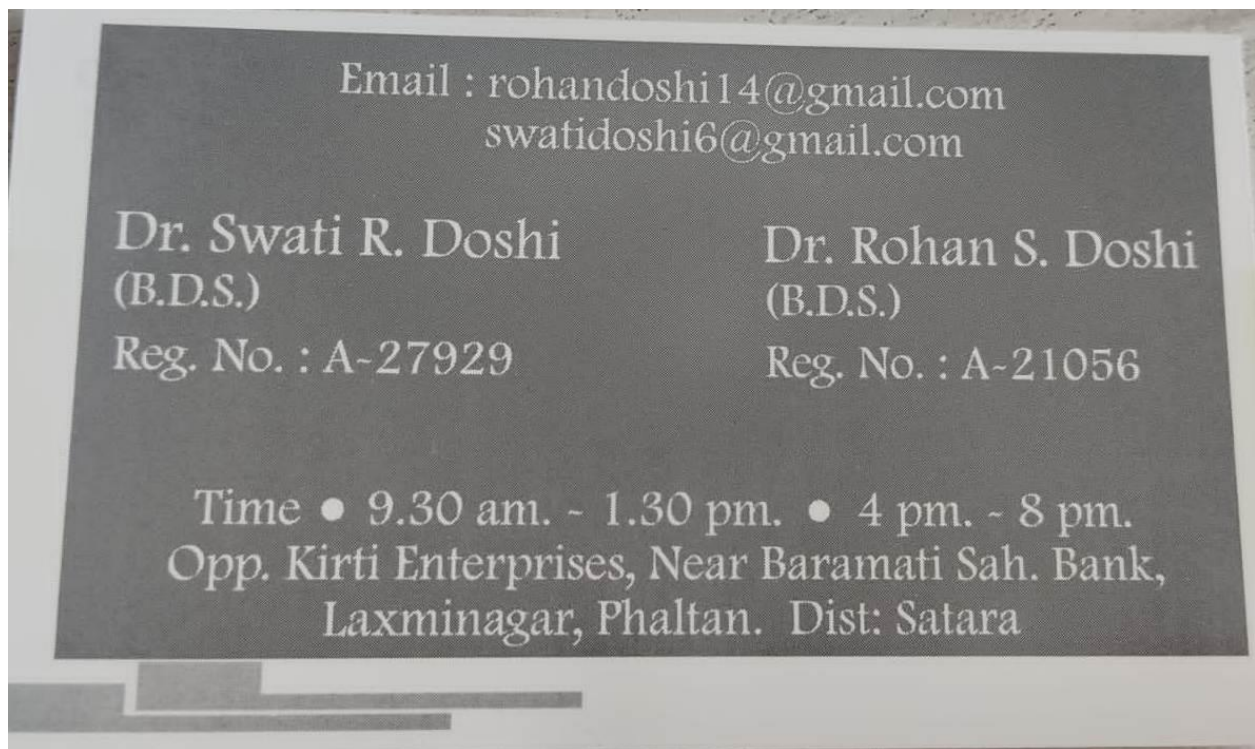 Email : rohandoshi14@gmail.com
swatidoshi6@gmail.com
Dr. Swati R. Doshi
(B.D.S.)
Reg. No. : A-27929
Dr. Rohan S. Doshi
(B.D.S.)
Reg. No. : A-21056
Time ● 9.30 am. - 1.30 pm. ● 4 pm. - 8 pm.
Opp. Kirti Enterprises, Near Baramati Sah. Bank,
Laxminagar, Phaltan. Dist: Satara